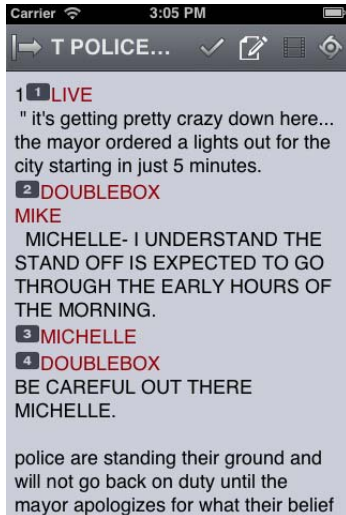 Carrier 3:05 PM
T POLICE...
1 1 LIVE
" it's getting pretty crazy down here...
the mayor ordered a lights out for the
city starting in just 5 minutes.
2 DOUBLEBOX
MIKE
MICHELLE- I UNDERSTAND THE
STAND OFF IS EXPECTED TO GO
THROUGH THE EARLY HOURS OF
THE MORNING.
3 MICHELLE
4 DOUBLEBOX
BE CAREFUL OUT THERE
MICHELLE.
police are standing their ground and
will not go back on duty until the
mayor apologizes for what their belief